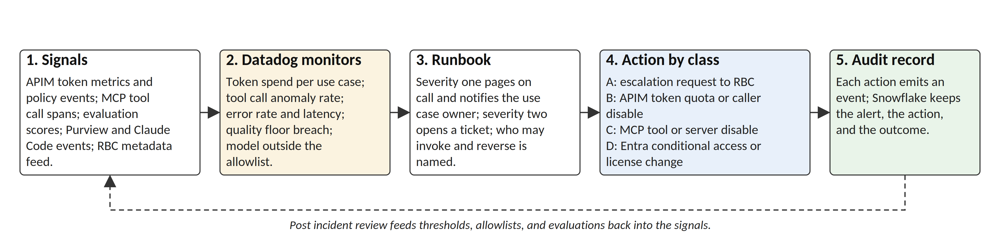 1. Signals
APIM token metrics and
policy events; MCP tool
call spans; evaluation
scores; Purview and Claude
Code events; RBC metadata
feed.
2. Datadog monitors
Token spend per use case;
tool call anomaly rate;
error rate and latency;
quality floor breach;
model outside the
allowlist.
3. Runbook
Severity one pages on
call and notifies the use
case owner; severity two
opens a ticket; who may
invoke and reverse is
named.
4. Action by class
A: escalation request to RBC
B: APIM token quota or caller
disable
C: MCP tool or server disable
D: Entra conditional access or
license change
5. Audit record
Each action emits an
event; Snowflake keeps
the alert, the action,
and the outcome.
Post incident review feeds thresholds, allowlists, and evaluations back into the signals.